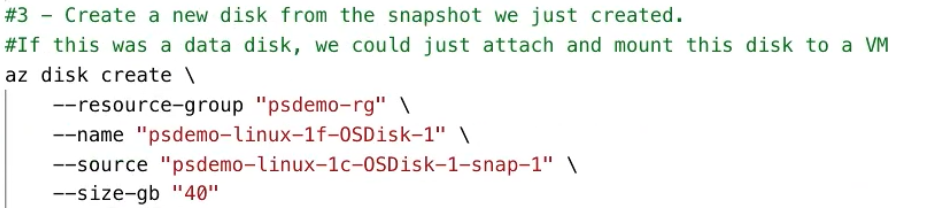 #3 - Create a new disk from the snapshot we just created.
#If this was a data disk, we could just attach and mount this disk to a VM
az disk create \
    --resource-group "psdemo-rg" \
    --name "psdemo-linux-1f-OSDisk-1" \
    --source "psdemo-linux-1c-OSDisk-1-snap-1" \
    --size-gb "40"